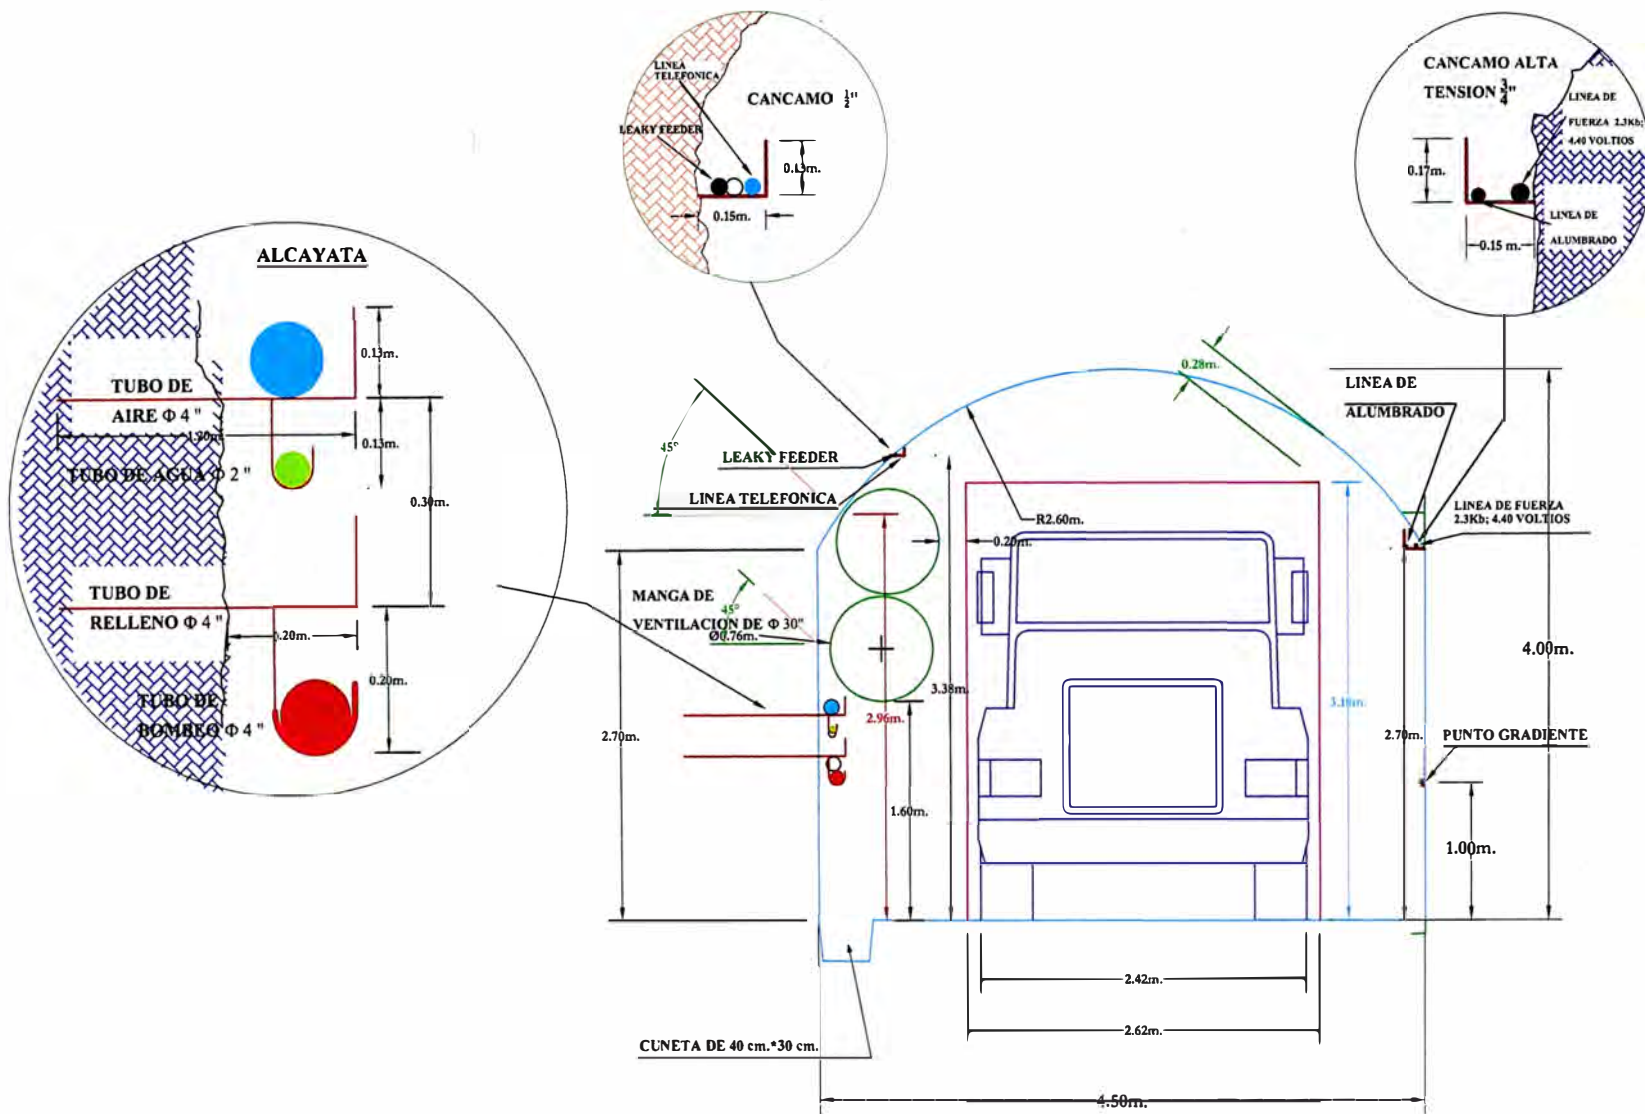 LINEA
TELEFONICA
CANCAMO 1/2"
LEAKY FEEDER
0.13m.
0.15m.
CANCAMO ALTA
TENSION 3/4"
LINEA DE
FUERZA 2.3Kb;
4.40 VOLTIOS
0.17m.
LINEA DE
ALUMBRADO
0.15 m.
ALCAYATA
0.13m.
TUBO DE
AIRE Φ 4 "
0.13m.
TUBO DE AGUA Φ 2 "
0.30m.
TUBO DE
RELLENO Φ 4 "
0.20m.
0.20m.
TUBO DE
BOMBEO Φ 4 "
0.28m.
LINEA DE
ALUMBRADO
45°
LEAKY FEEDER
LINEA TELEFONICA
R2.60m.
LINEA DE FUERZA
2.3Kb; 4.40 VOLTIOS
0.20m.
MANGA DE
VENTILACION DE Φ 30"
45°
Ø0.76m.
4.00m.
3.38m.
2.96m.
3.18m.
2.70m.
2.70m.
PUNTO GRADIENTE
1.60m.
1.00m.
2.42m.
2.62m.
CUNETA DE 40 cm.*30 cm.
4.50m.